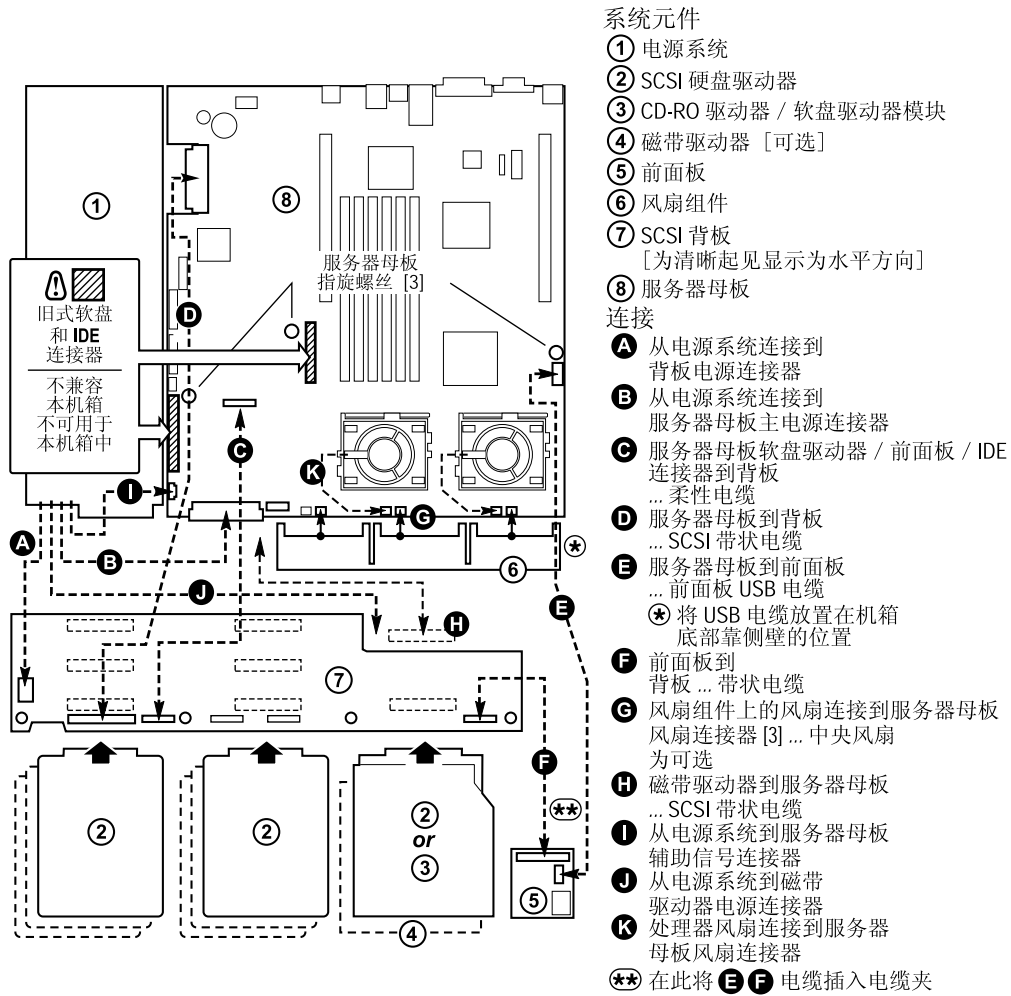 系统元件
① 电源系统
② SCSI 硬盘驱动器
③ CD-RO 驱动器 / 软盘驱动器模块
④ 磁带驱动器 [可选]
⑤ 前面板
⑥ 风扇组件
⑦ SCSI 背板
[为清晰起见显示为水平方向]
⑧ 服务器母板
连接
A 从电源系统连接到
背板电源连接器
B 从电源系统连接到
服务器母板主电源连接器
C 服务器母板软盘驱动器 / 前面板 / IDE
连接器到背板
... 柔性电缆
D 服务器母板到背板
... SCSI 带状电缆
E 服务器母板到前面板
... 前面板 USB 电缆
* 将 USB 电缆放置在机箱
底部靠侧壁的位置
F 前面板到
背板 ... 带状电缆
G 风扇组件上的风扇连接到服务器母板
风扇连接器 [3] ... 中央风扇
为可选
H 磁带驱动器到服务器母板
... SCSI 带状电缆
I 从电源系统到服务器母板
辅助信号连接器
J 从电源系统到磁带
驱动器电源连接器
K 处理器风扇连接到服务器
母板风扇连接器
** 在此将 E F 电缆插入电缆夹
①
⑧
服务器母板
指旋螺丝 [3]
旧式软盘
和 IDE
连接器
不兼容
本机箱
不可用于
本机箱中
D
C
K
I
G
A
B
*
⑥
J
E
H
⑦
F
**
②
②
②
or
③
④
⑤